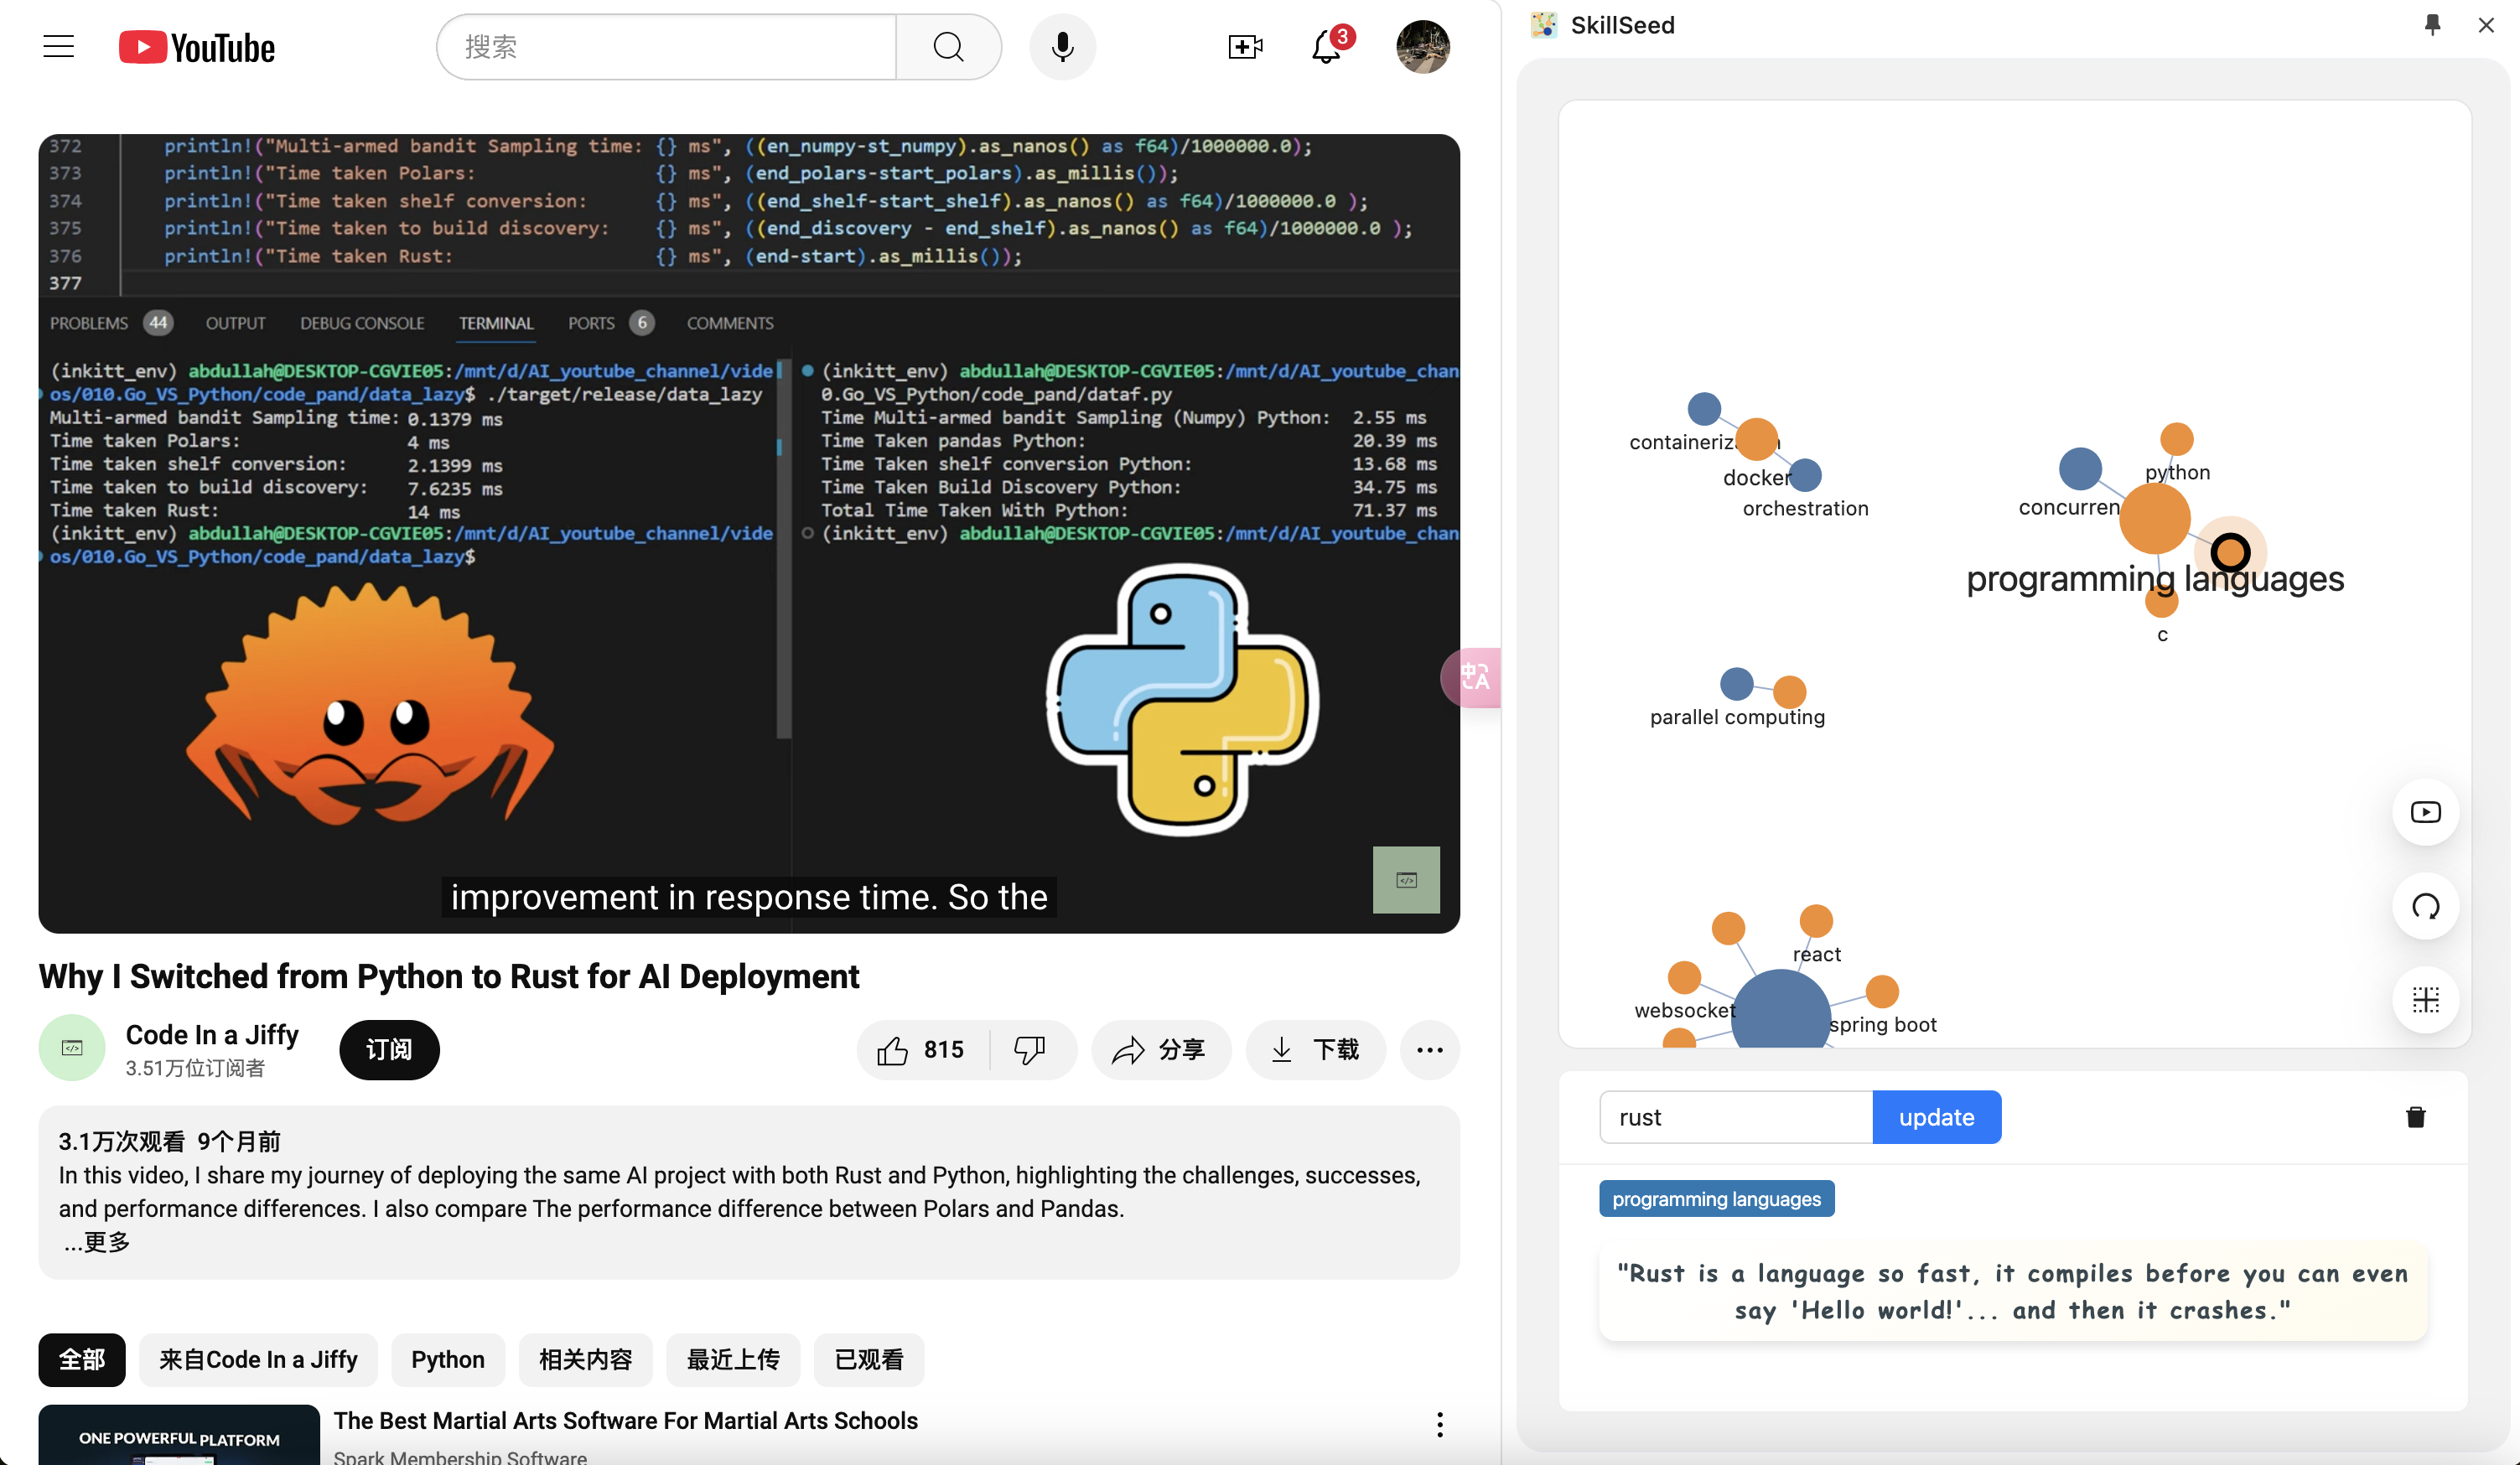 YouTube
搜索
3
372 println!("Multi-armed bandit Sampling time: {} ms", ((en_numpy-st_numpy).as_nanos() as f64)/1000000.0);
373 println!("Time taken Polars: {} ms", (end_polars-start_polars).as_millis());
374 println!("Time taken shelf conversion: {} ms", ((end_shelf-start_shelf).as_nanos() as f64)/1000000.0 );
375 println!("Time taken to build discovery: {} ms", ((end_discovery - end_shelf).as_nanos() as f64)/1000000.0 );
376 println!("Time taken Rust: {} ms", (end-start).as_millis());
377
PROBLEMS 44 OUTPUT DEBUG CONSOLE TERMINAL PORTS 6 COMMENTS
(inkitt_env) abdullah@DESKTOP-CGVIE05:/mnt/d/AI_youtube_channel/vide
os/010.Go_VS_Python/code_pand/data_lazy$ ./target/release/data_lazy
Multi-armed bandit Sampling time: 0.1379 ms
Time taken Polars: 4 ms
Time taken shelf conversion: 2.1399 ms
Time taken to build discovery: 7.6235 ms
Time taken Rust: 14 ms
(inkitt_env) abdullah@DESKTOP-CGVIE05:/mnt/d/AI_youtube_channel/vide
os/010.Go_VS_Python/code_pand/data_lazy$
(inkitt_env) abdullah@DESKTOP-CGVIE05:/mnt/d/AI_youtube_chan
0.Go_VS_Python/code_pand/dataf.py
Time Multi-armed bandit Sampling (Numpy) Python: 2.55 ms
Time Taken pandas Python: 20.39 ms
Time Taken shelf conversion Python: 13.68 ms
Time Taken Build Discovery Python: 34.75 ms
Total Time Taken With Python: 71.37 ms
(inkitt_env) abdullah@DESKTOP-CGVIE05:/mnt/d/AI_youtube_chan
improvement in response time. So the
Why I Switched from Python to Rust for AI Deployment
Code In a Jiffy
3.51万位订阅者
订阅
815
分享
下载
3.1万次观看 9个月前
In this video, I share my journey of deploying the same AI project with both Rust and Python, highlighting the challenges, successes,
and performance differences. I also compare The performance difference between Polars and Pandas.
...更多
全部 来自Code In a Jiffy Python 相关内容 最近上传 已观看
ONE POWERFUL PLATFORM
The Best Martial Arts Software For Martial Arts Schools
Spark Membership Software
SkillSeed
docker
orchestration
python
concurren
programming languages
c
parallel computing
react
websocket
spring boot
rust
update
programming languages
"Rust is a language so fast, it compiles before you can even
say 'Hello world!'... and then it crashes."